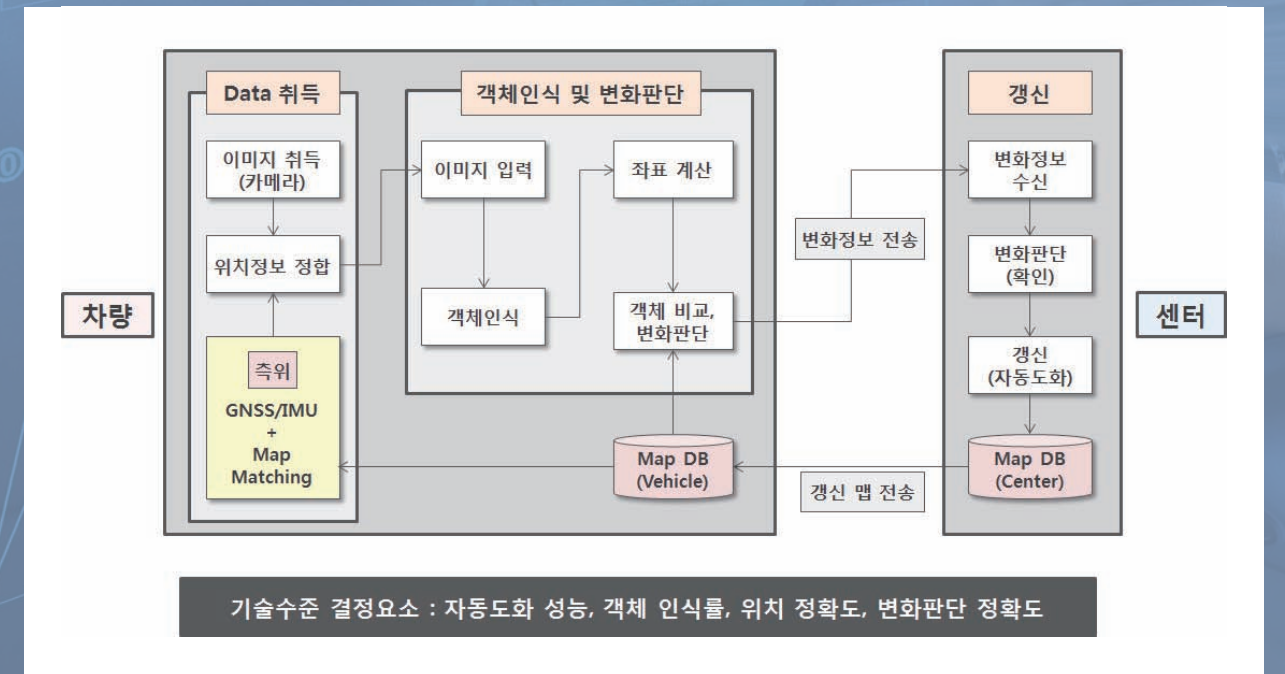 Data 취득
이미지 취득
(카메라)
위치정보 정합
측위
GNSS/IMU
+
Map
Matching
차량
객체인식 및 변화판단
이미지 입력
객체인식
좌표 계산
객체 비교,
변화판단
Map DB
(Vehicle)
변화정보 전송
갱신 맵 전송
갱신
변화정보
수신
변화판단
(확인)
갱신
(자동도화)
Map DB
(Center)
센터
기술수준 결정요소 : 자동도화 성능, 객체 인식률, 위치 정확도, 변화판단 정확도